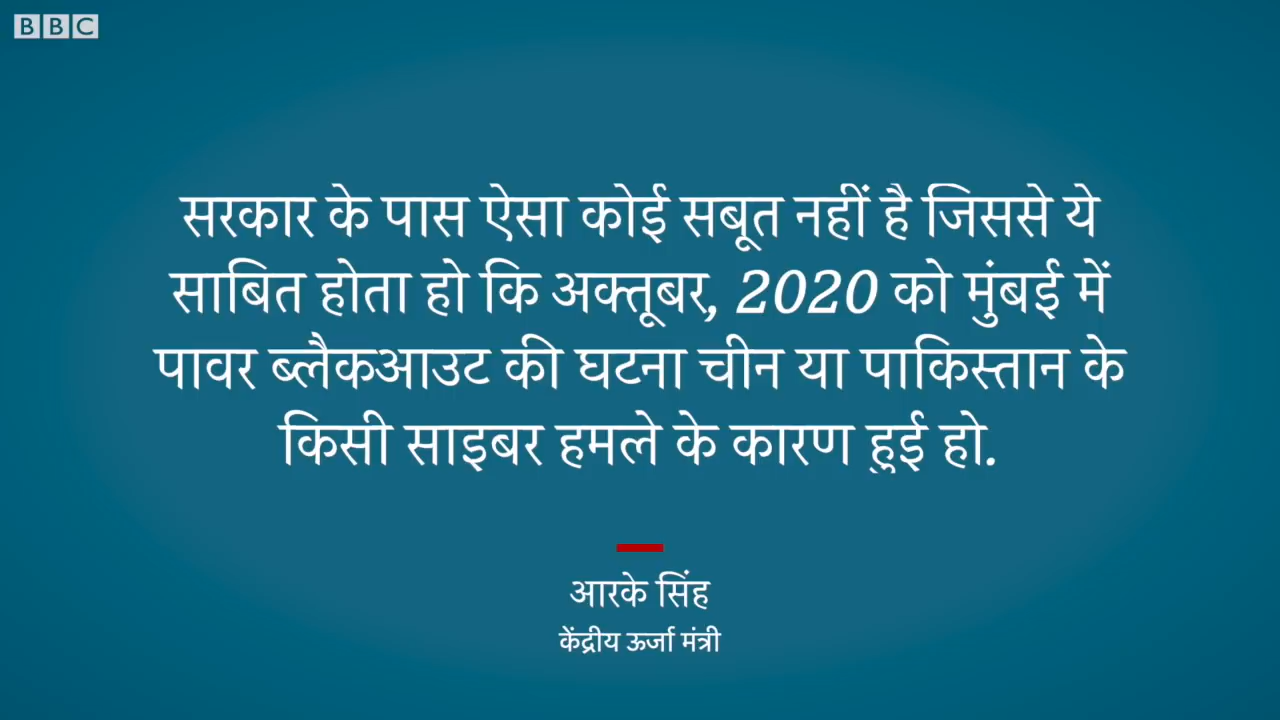 BBC
सरकार के पास ऐसा कोई सबूत नहीं है जिससे ये
साबित होता हो कि अक्तूबर, 2020 को मुंबई में
पावर ब्लैकआउट की घटना चीन या पाकिस्तान के
किसी साइबर हमले के कारण हुई हो.
आरके सिंह
केंद्रीय ऊर्जा मंत्री